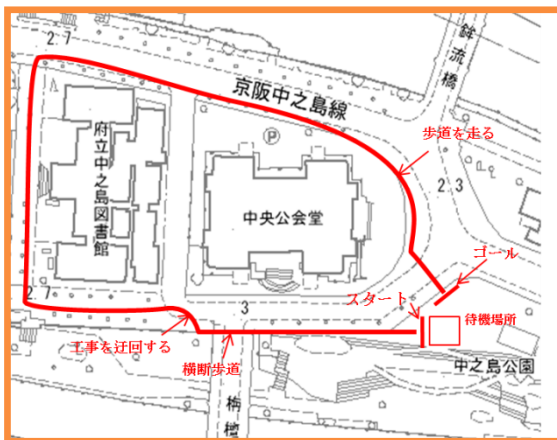 2.7
鉾流橋
京阪中之島線
歩道を走る
府立中之島図書館
P
中央公会堂
2.3
ゴール
スタート
2.7
3
待機場所
工事を迂回する
横断歩道
中之島公園